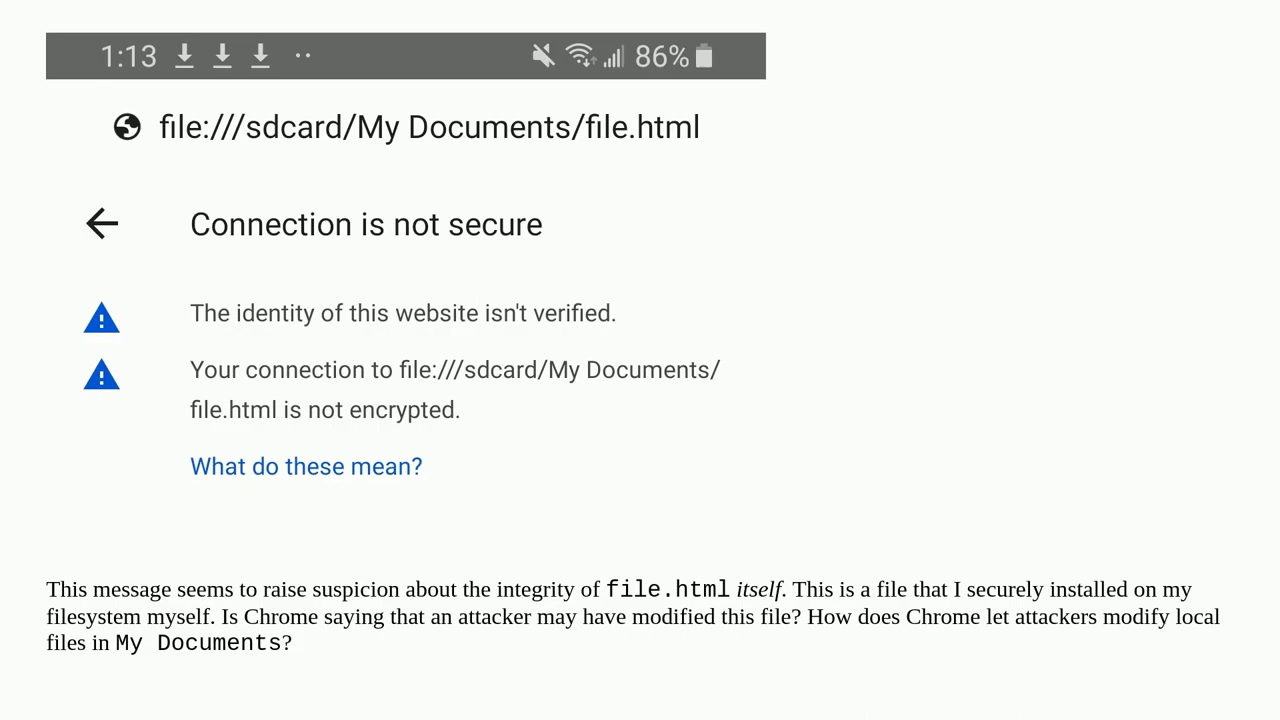 1:13 86%
file:///sdcard/My Documents/file.html
Connection is not secure
The identity of this website isn't verified.
Your connection to file:///sdcard/My Documents/
file.html is not encrypted.
What do these mean?
This message seems to raise suspicion about the integrity of file.html itself. This is a file that I securely installed on my
filesystem myself. Is Chrome saying that an attacker may have modified this file? How does Chrome let attackers modify local
files in My Documents?